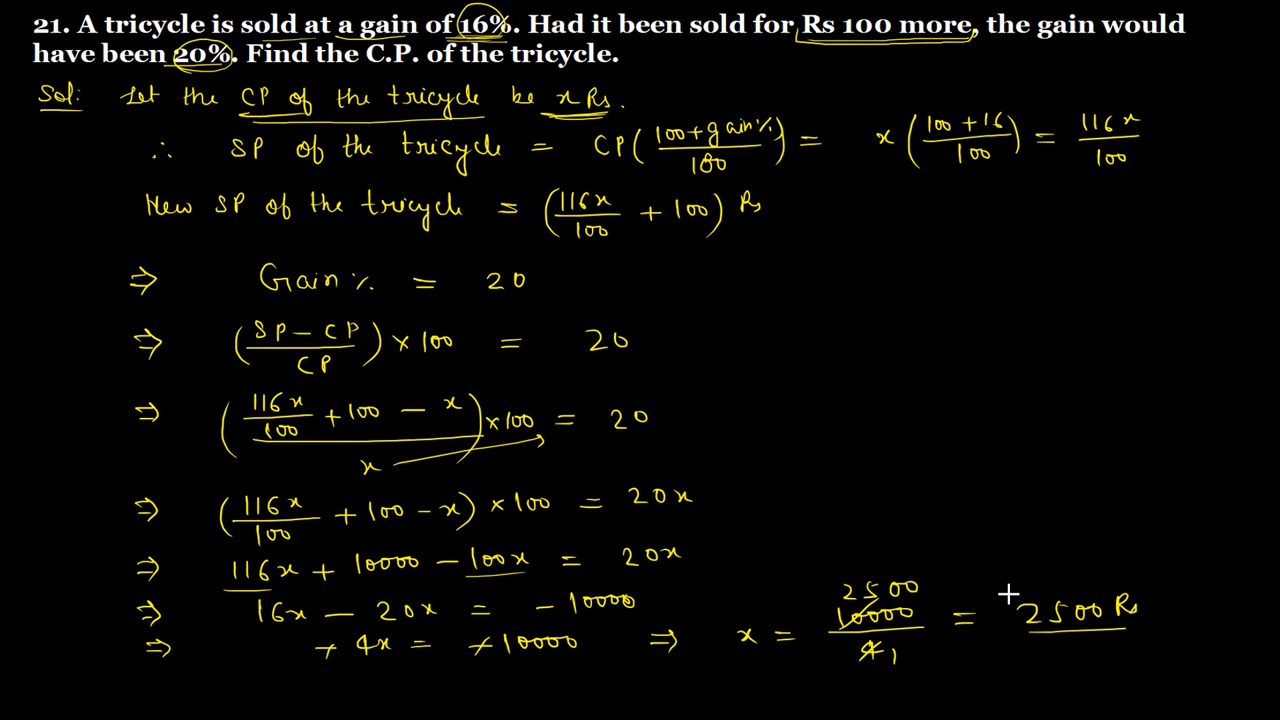 21. A tricycle is sold at a gain of 16%. Had it been sold for Rs 100 more, the gain would
have been 20%. Find the C.P. of the tricycle.
Sol: Let the CP of the tricycle be x Rs.
∴ SP of the tricycle = CP((100+gain%)/100) = x((100+16)/100) = 116x/100
New SP of the tricycle = (116x/100 + 100) Rs
⇒ Gain% = 20
⇒ ((SP - CP)/CP) × 100 = 20
⇒ ((116x/100 + 100 - x)/x) × 100 = 20
⇒ (116x/100 + 100 - x) × 100 = 20x
⇒ 116x + 10000 - 100x = 20x
⇒ 16x - 20x = -10000
⇒ - 4x = -10000 ⇒ x = 10000/4 = 2500 Rs
2500
1